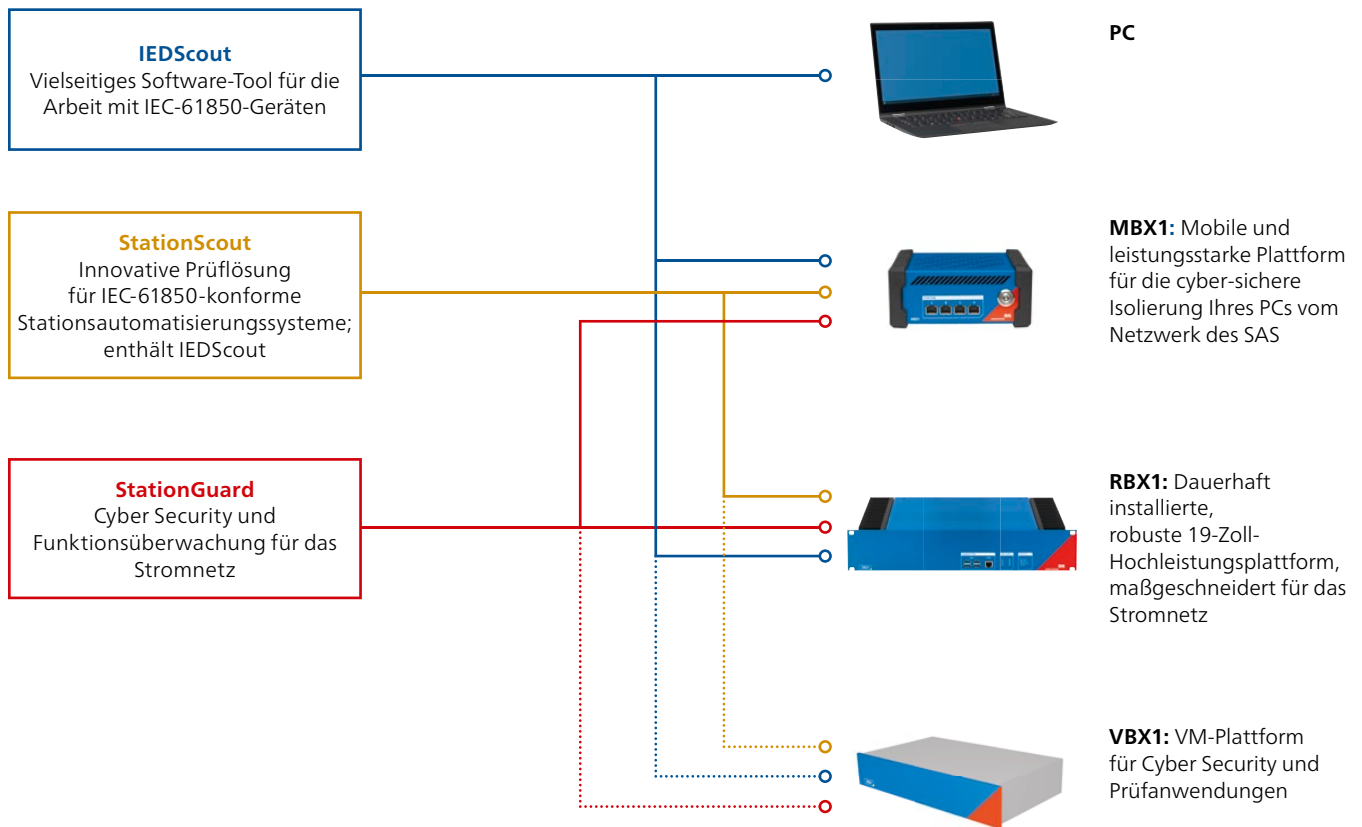 IEDScout
Vielseitiges Software-Tool für die
Arbeit mit IEC-61850-Geräten
PC
StationScout
Innovative Prüflösung
für IEC-61850-konforme
Stationsautomatisierungssysteme;
enthält IEDScout
MBX1: Mobile und
leistungsstarke Plattform
für die cyber-sichere
Isolierung Ihres PCs vom
Netzwerk des SAS
StationGuard
Cyber Security und
Funktionsüberwachung für das
Stromnetz
RBX1: Dauerhaft
installierte,
robuste 19-Zoll-
Hochleistungsplattform,
maßgeschneidert für das
Stromnetz
VBX1: VM-Plattform
für Cyber Security und
Prüfanwendungen